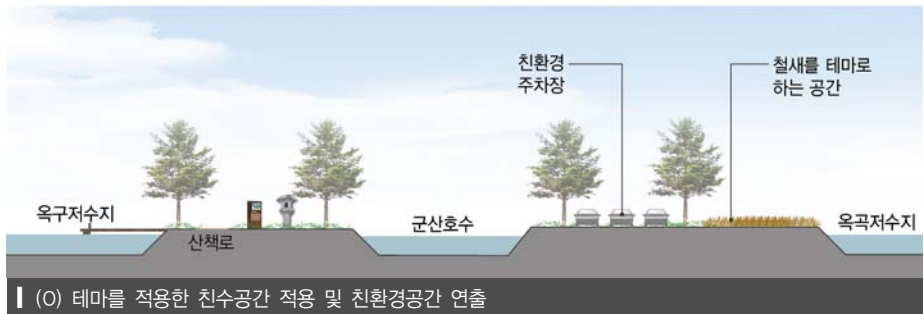 친환경
주차장
철새를 테마로
하는 공간
옥구저수지
산책로
군산호수
옥곡저수지
(O) 테마를 적용한 친수공간 적용 및 친환경공간 연출